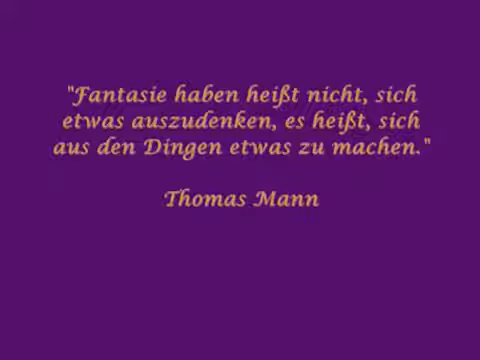 "Fantasie haben heißt nicht, sich
etwas auszudenken, es heißt, sich
aus den Dingen etwas zu machen."
Thomas Mann